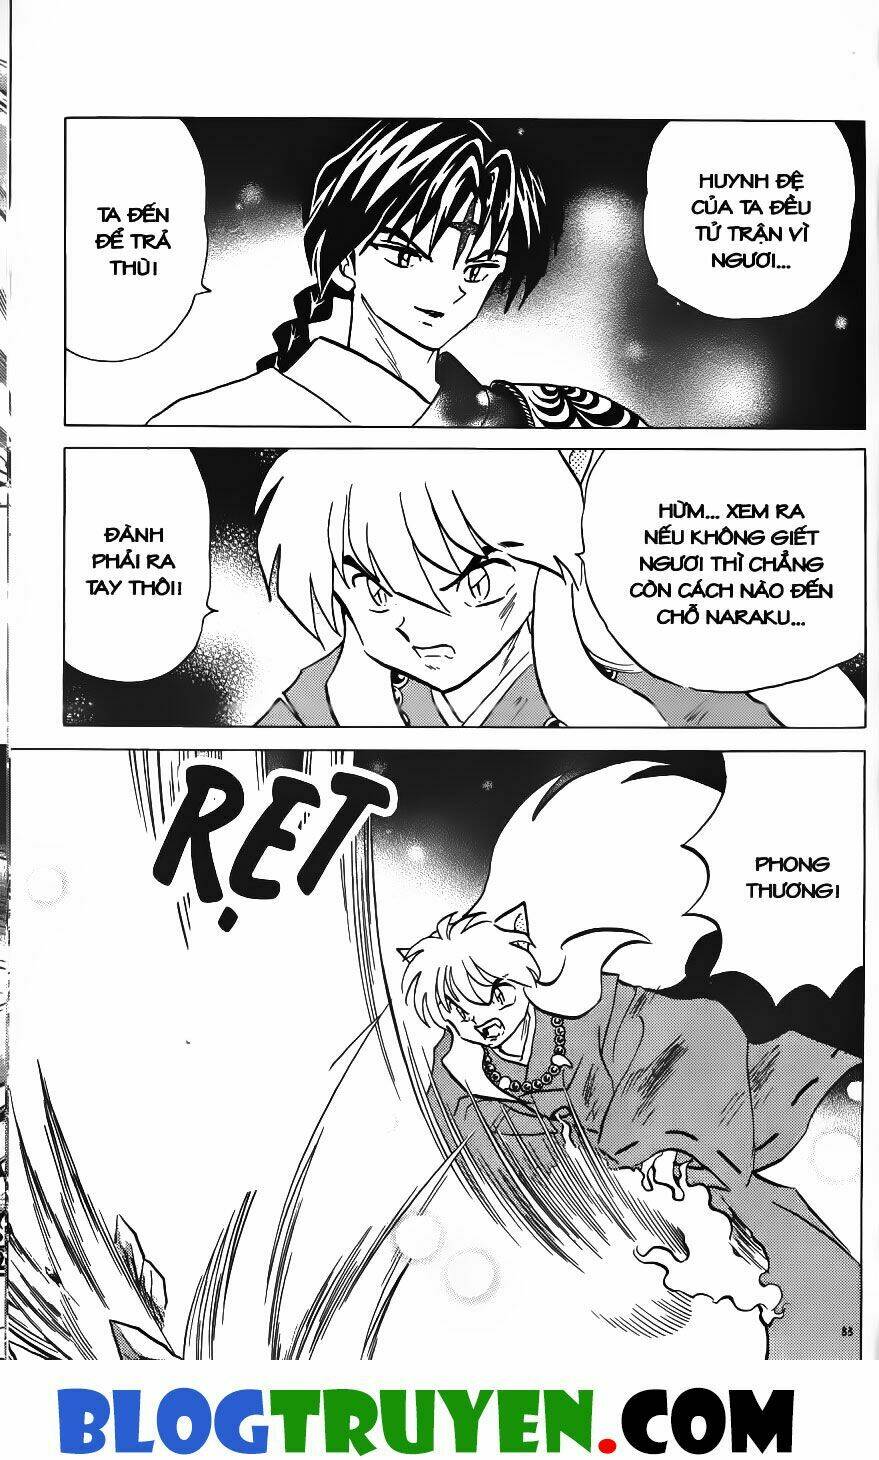 HUYNH ĐỆ
CỦA TA ĐỀU
TỬ TRẬN VÌ
NGƯƠI...
TA ĐẾN
ĐỂ TRẢ
THÙ!
HỪM... XEM RA
NẾU KHÔNG GIẾT
NGƯƠI THÌ CHẲNG
CÒN CÁCH NÀO ĐẾN
CHỖ NARAKU...
ĐÀNH
PHẢI RA
TAY THÔI!
PHONG
THƯƠNG!
RẸT
83
BLOGTRUYEN.COM